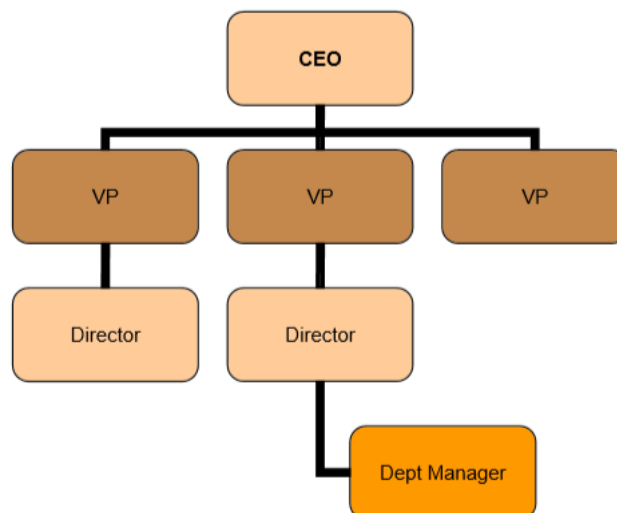 CEO
VP
VP
VP
Director
Director
Dept Manager